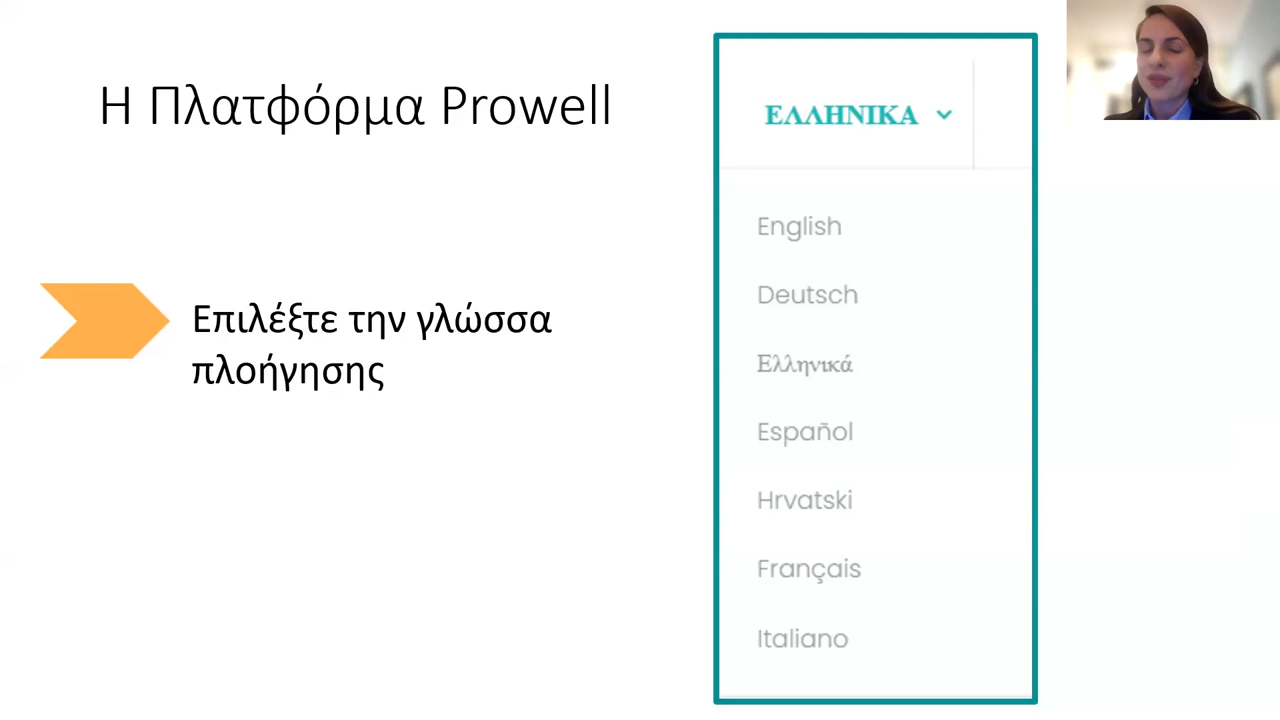 Η Πλατφόρμα Prowell
Επιλέξτε την γλώσσα
πλοήγησης
ΕΛΛΗΝΙΚΑ
English
Deutsch
Ελληνικά
Español
Hrvatski
Français
Italiano